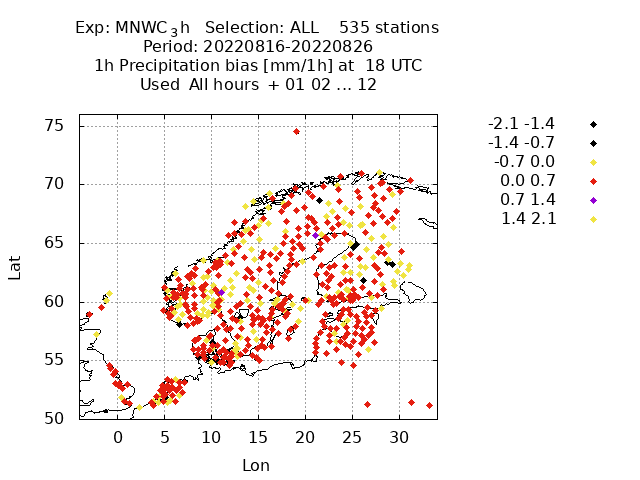 Exp: MNWC_3h   Selection: ALL    535 stations
Period: 20220816-20220826
1h Precipitation bias [mm/1h] at  18 UTC
Used  All hours  + 01 02 ... 12
-2.1 -1.4
-1.4 -0.7
-0.7 0.0
0.0 0.7
0.7 1.4
1.4 2.1
75
70
65
60
55
50
Lat
0 5 10 15 20 25 30
Lon